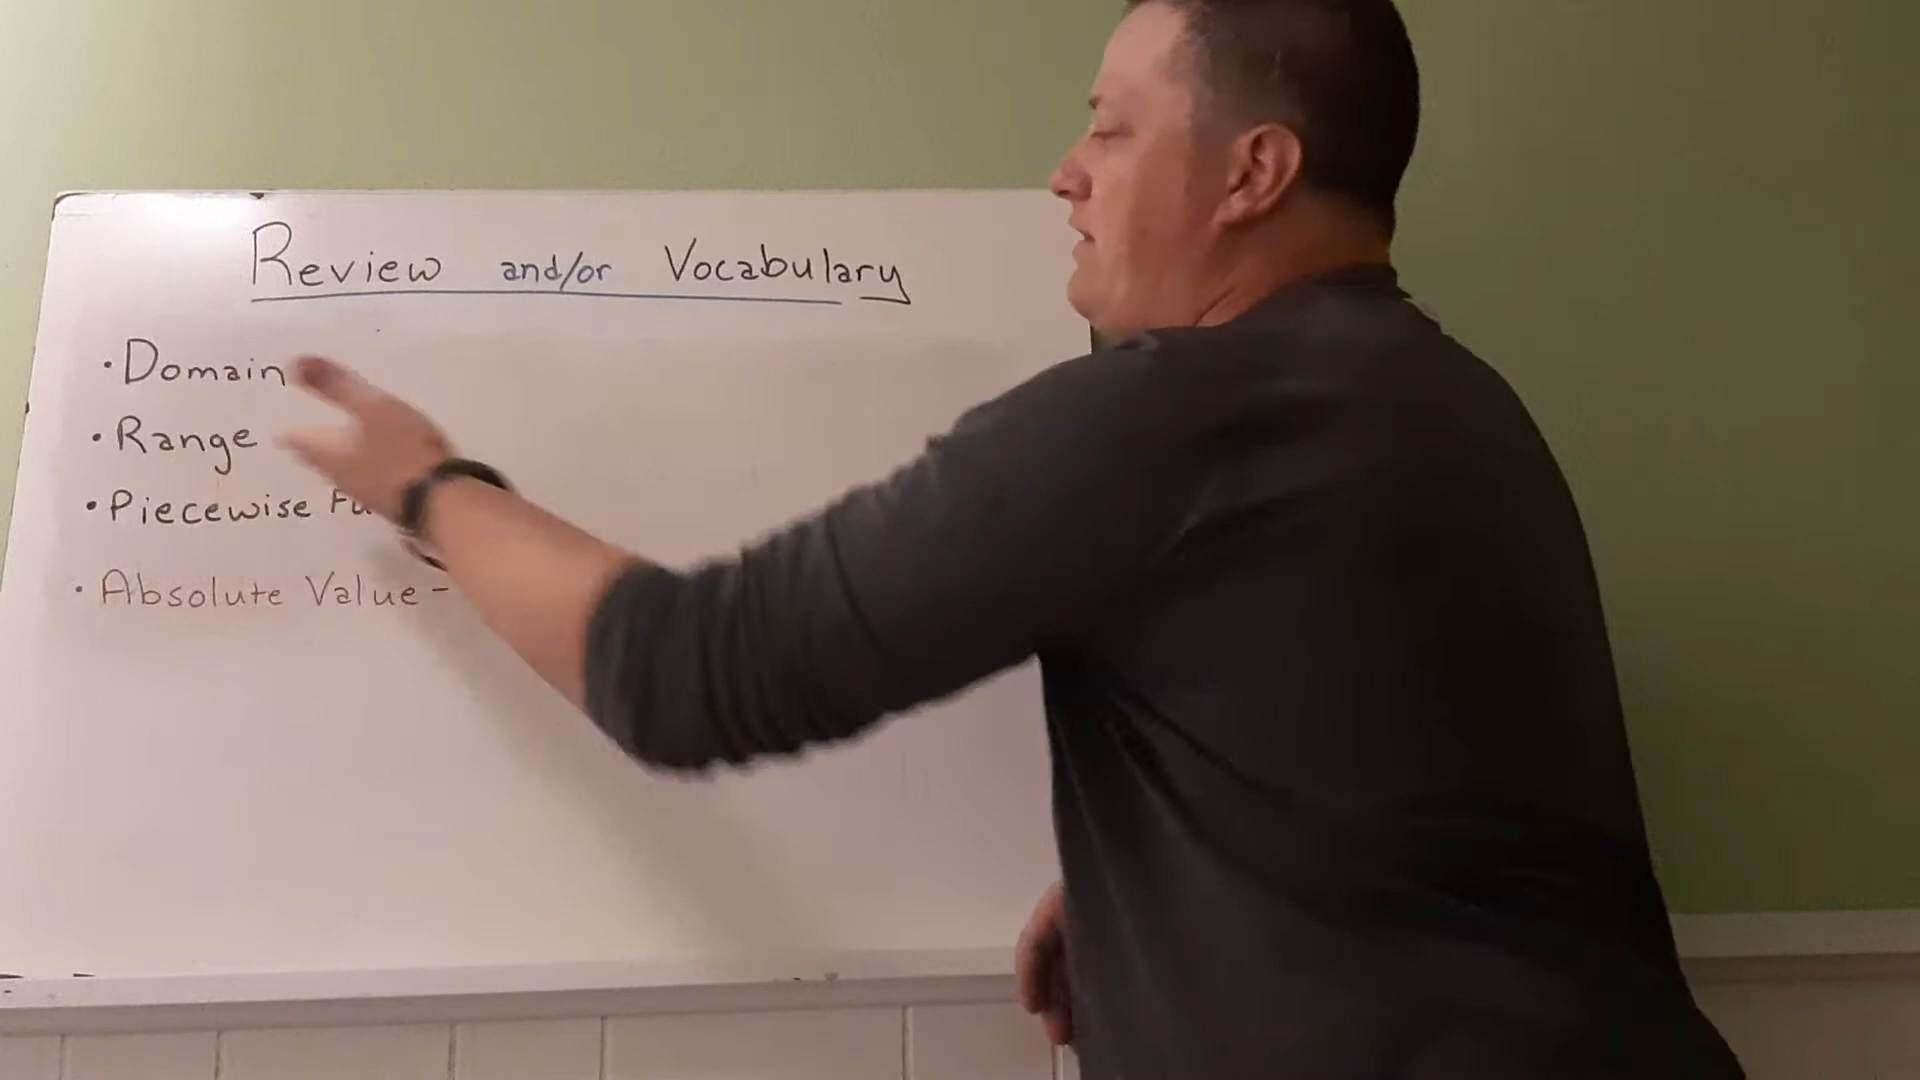 Review and/or Vocabulary
• Domain
• Range
• Piecewise
• Absolute Value -